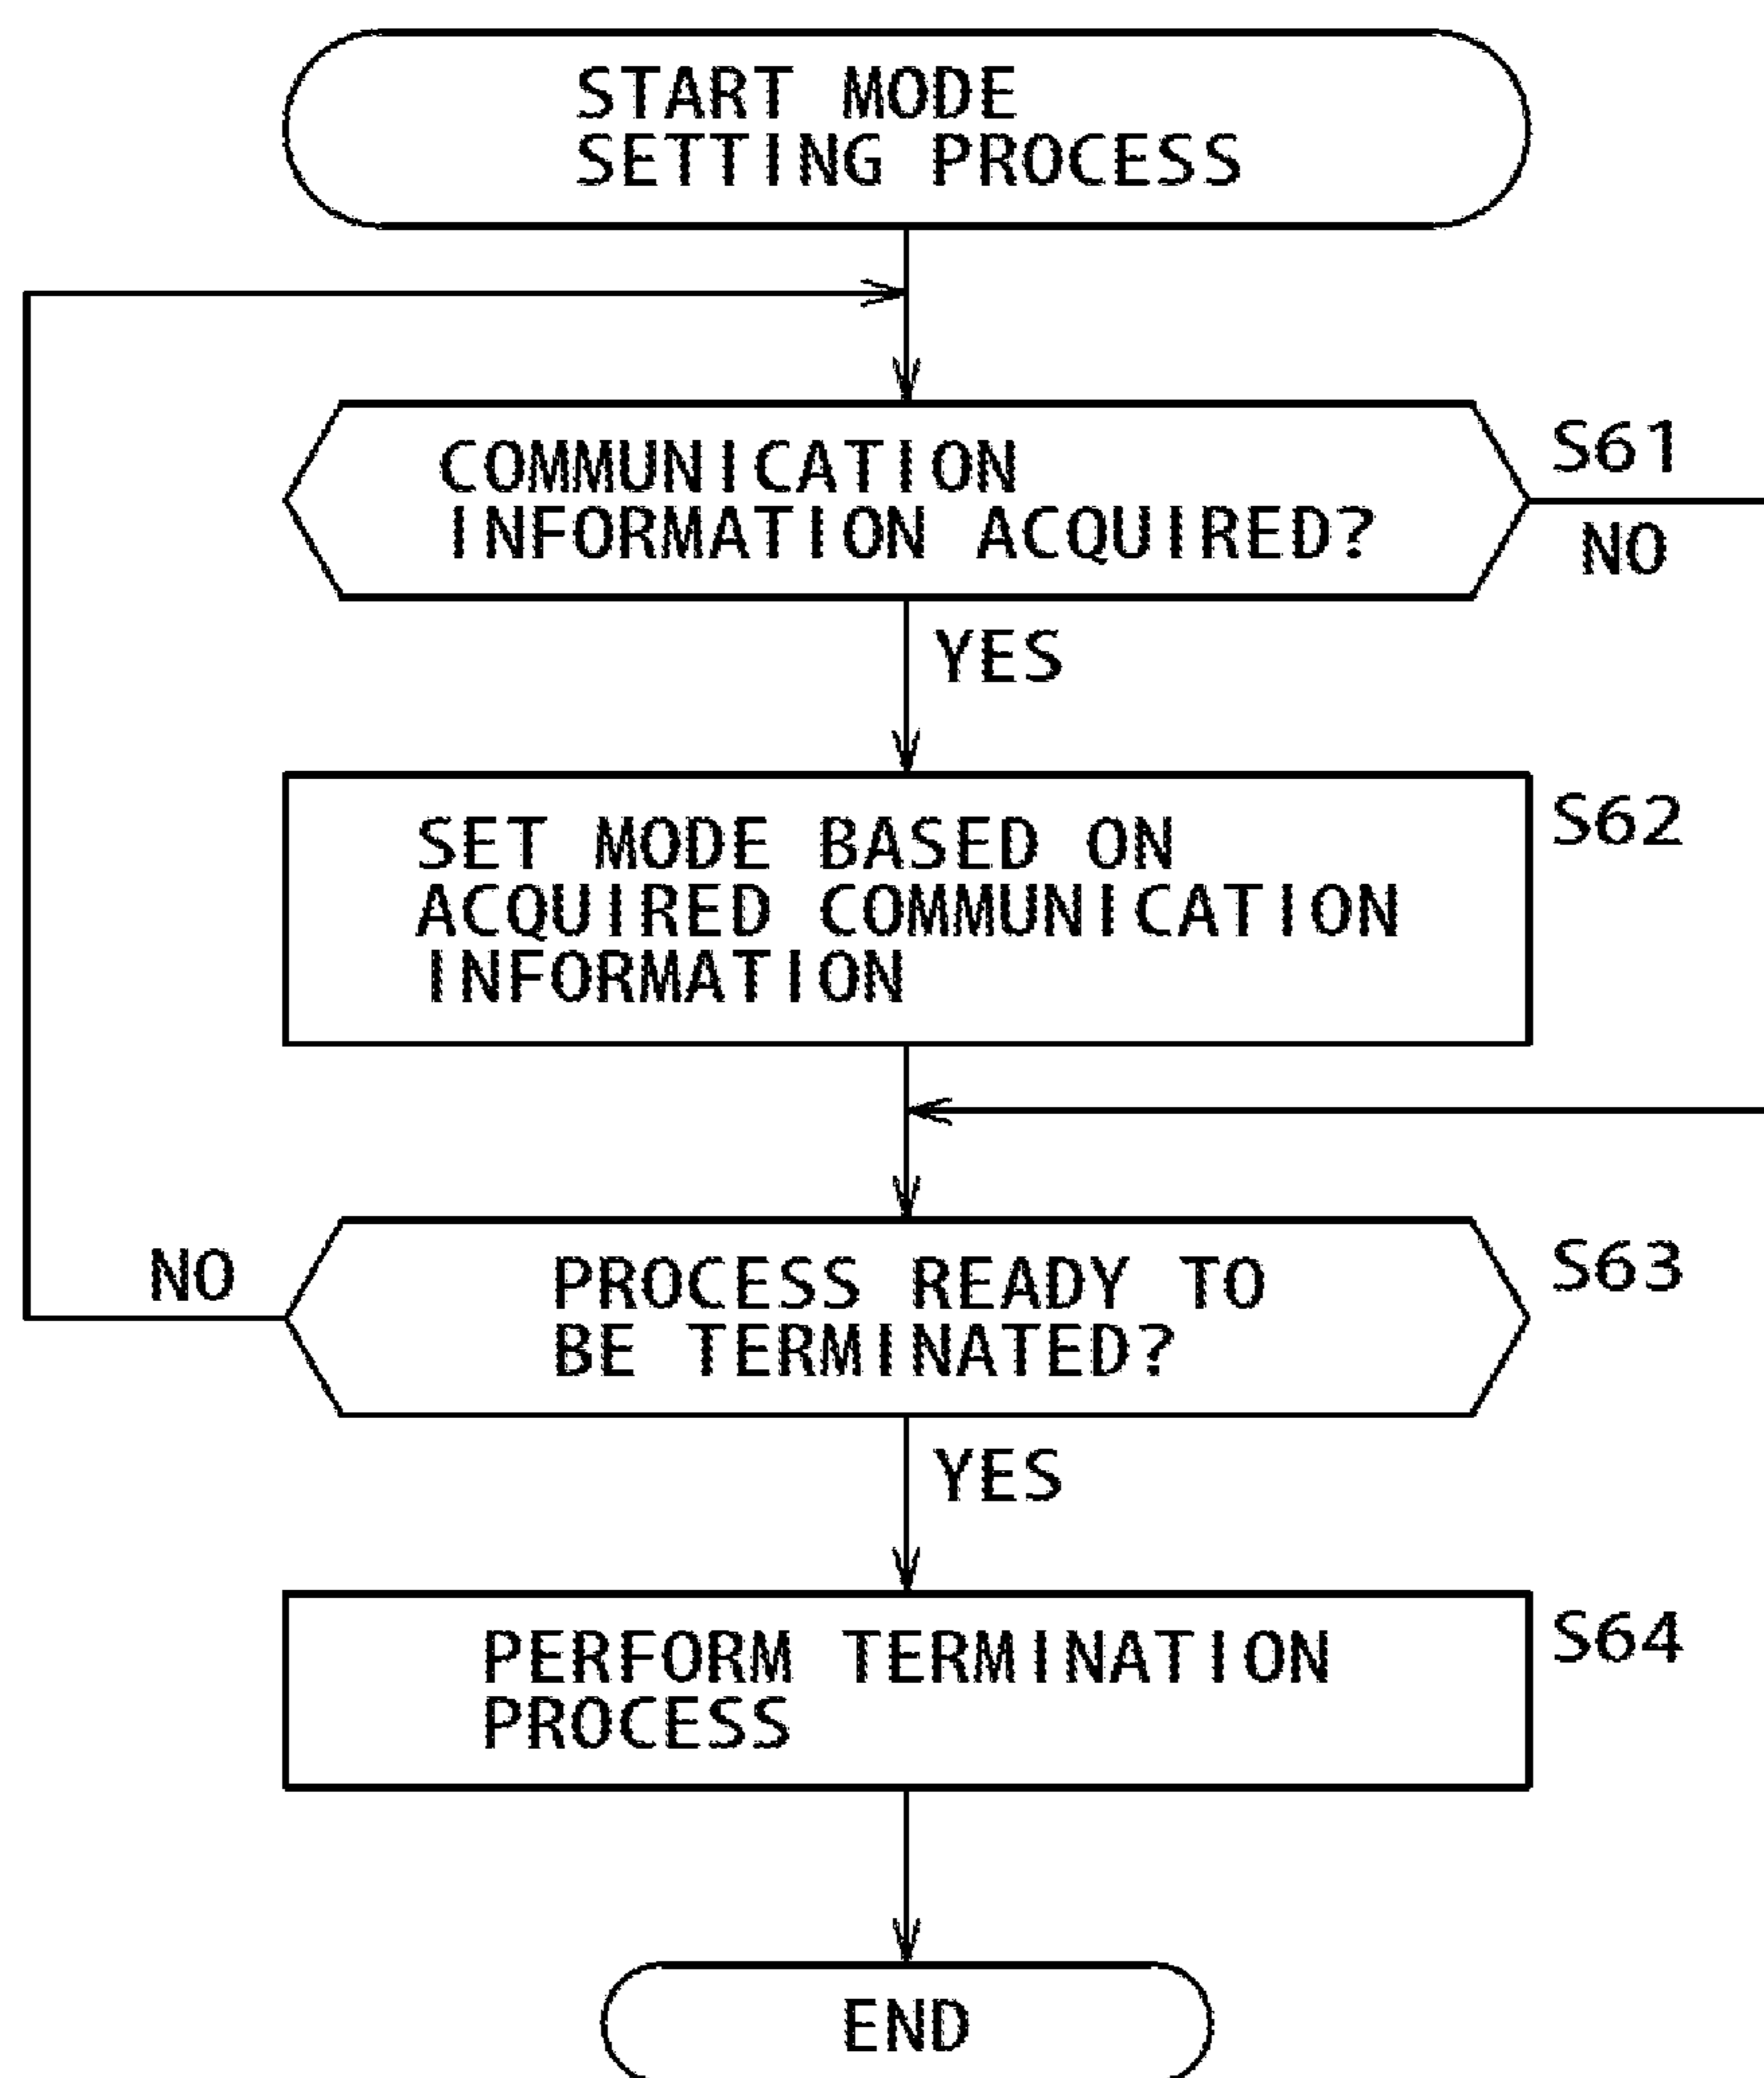 START MODE
SETTING PROCESS
COMMUNICATION
INFORMATION ACQUIRED?
S61
NO
YES
SET MODE BASED ON
ACQUIRED COMMUNICATION
INFORMATION
S62
NO
PROCESS READY TO
BE TERMINATED?
S63
YES
PERFORM TERMINATION
PROCESS
S64
END